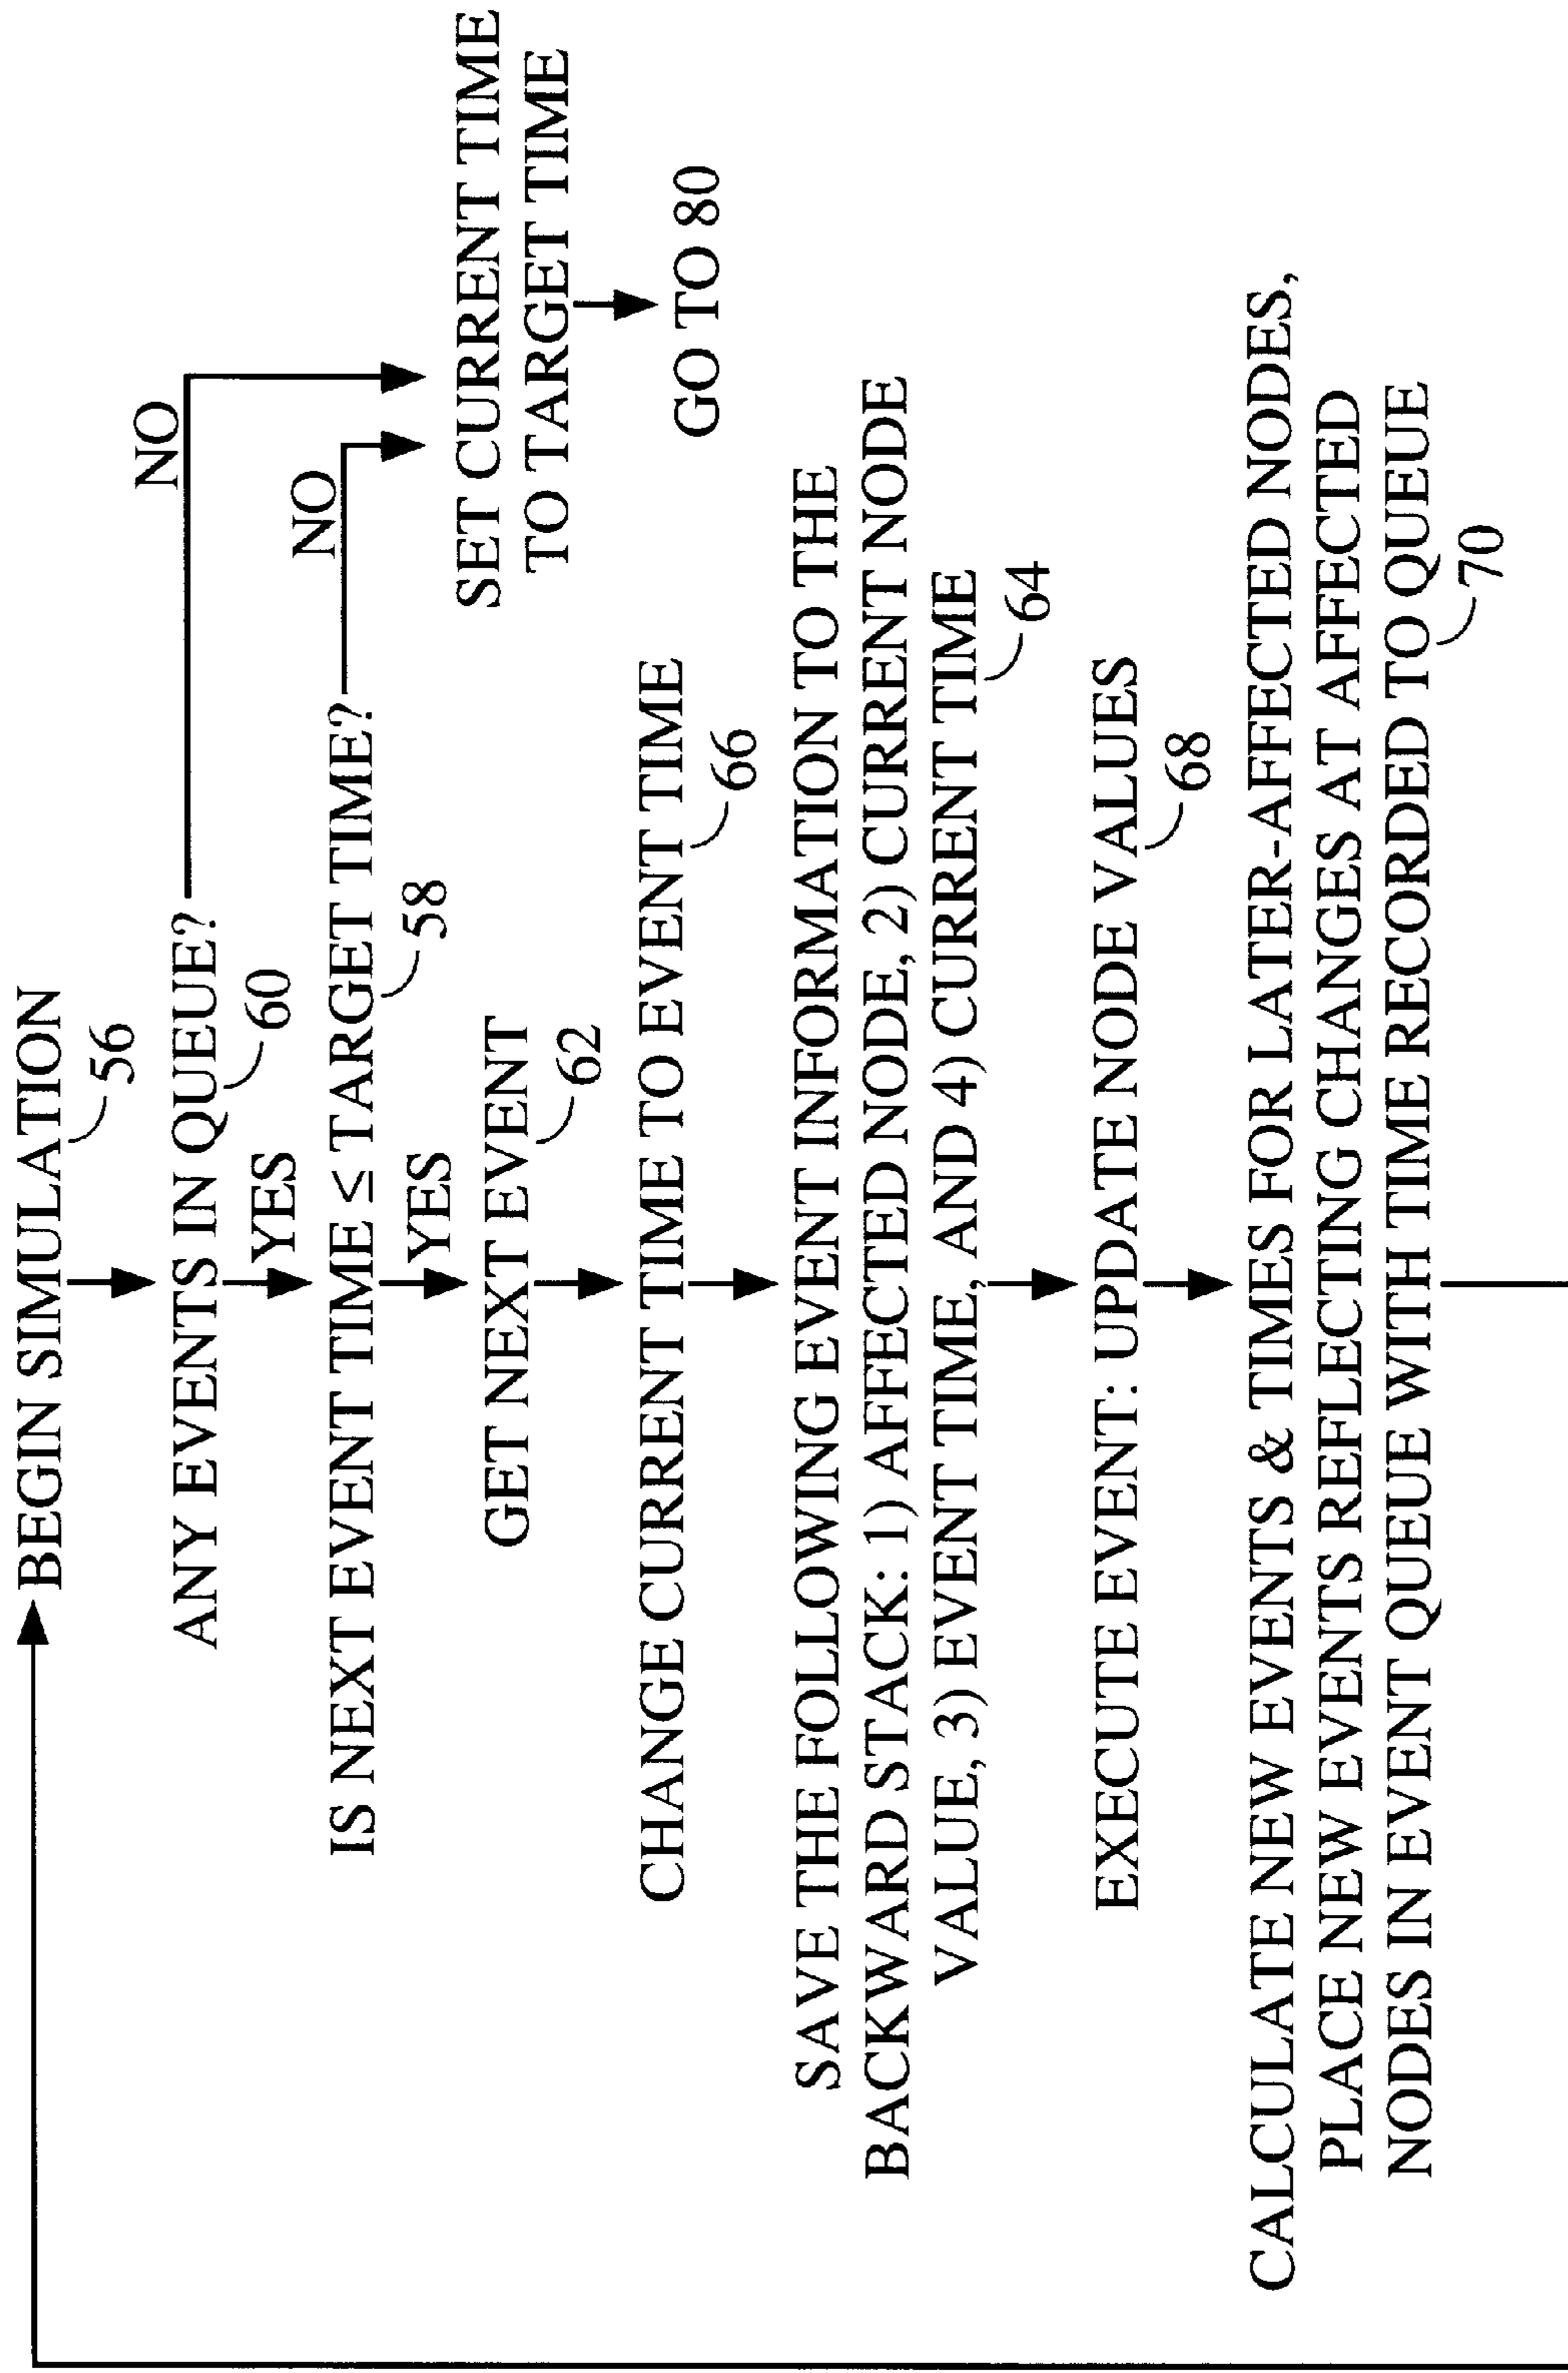 BEGIN SIMULATION
56
ANY EVENTS IN QUEUE?
60
NO
YES
IS NEXT EVENT TIME ≤ TARGET TIME?
58
NO
YES
SET CURRENT TIME
TO TARGET TIME
GO TO 80
GET NEXT EVENT
62
CHANGE CURRENT TIME TO EVENT TIME
66
SAVE THE FOLLOWING EVENT INFORMATION TO THE
BACKWARD STACK: 1) AFFECTED NODE, 2) CURRENT NODE
VALUE, 3) EVENT TIME, AND 4) CURRENT TIME
64
EXECUTE EVENT: UPDATE NODE VALUES
68
CALCULATE NEW EVENTS & TIMES FOR LATER-AFFECTED NODES,
PLACE NEW EVENTS REFLECTING CHANGES AT AFFECTED
NODES IN EVENT QUEUE WITH TIME RECORDED TO QUEUE
70